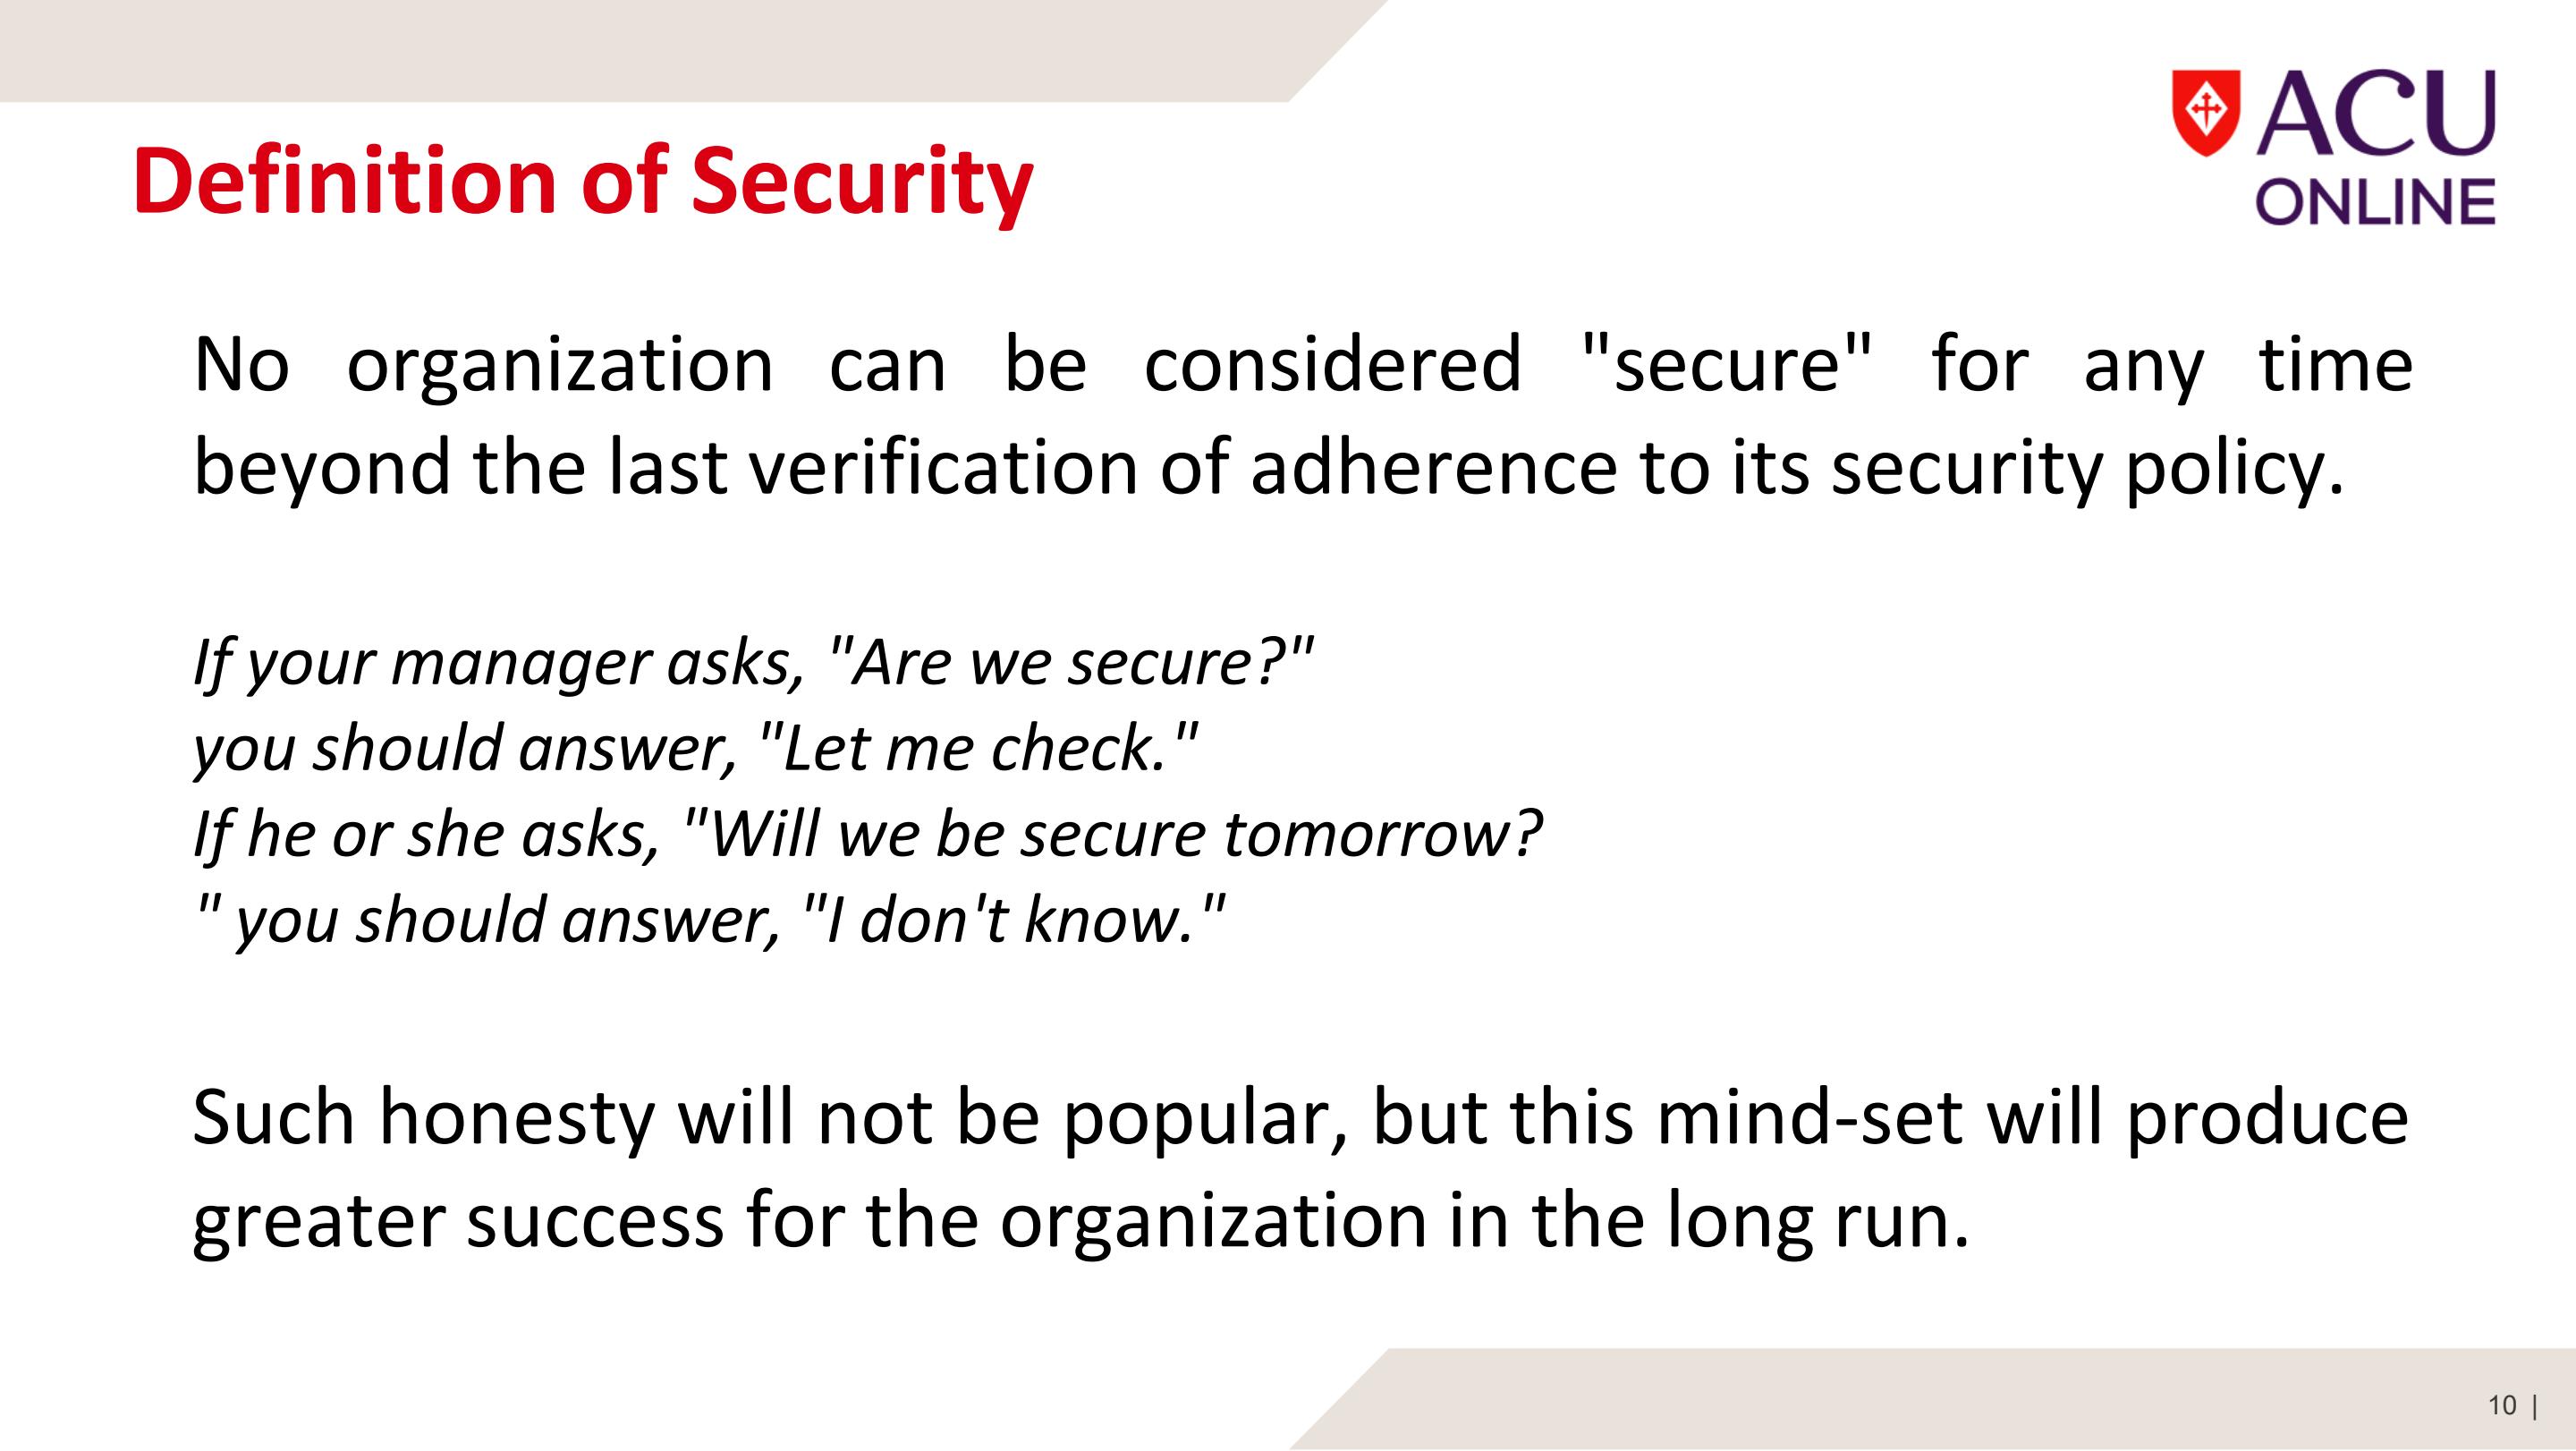 ACU
ONLINE
Definition of Security
No organization can be considered "secure" for any time
beyond the last verification of adherence to its security policy.
If your manager asks, "Are we secure?"
you should answer, "Let me check."
If he or she asks, "Will we be secure tomorrow?
" you should answer, "I don't know."
Such honesty will not be popular, but this mind-set will produce
greater success for the organization in the long run.
10 |